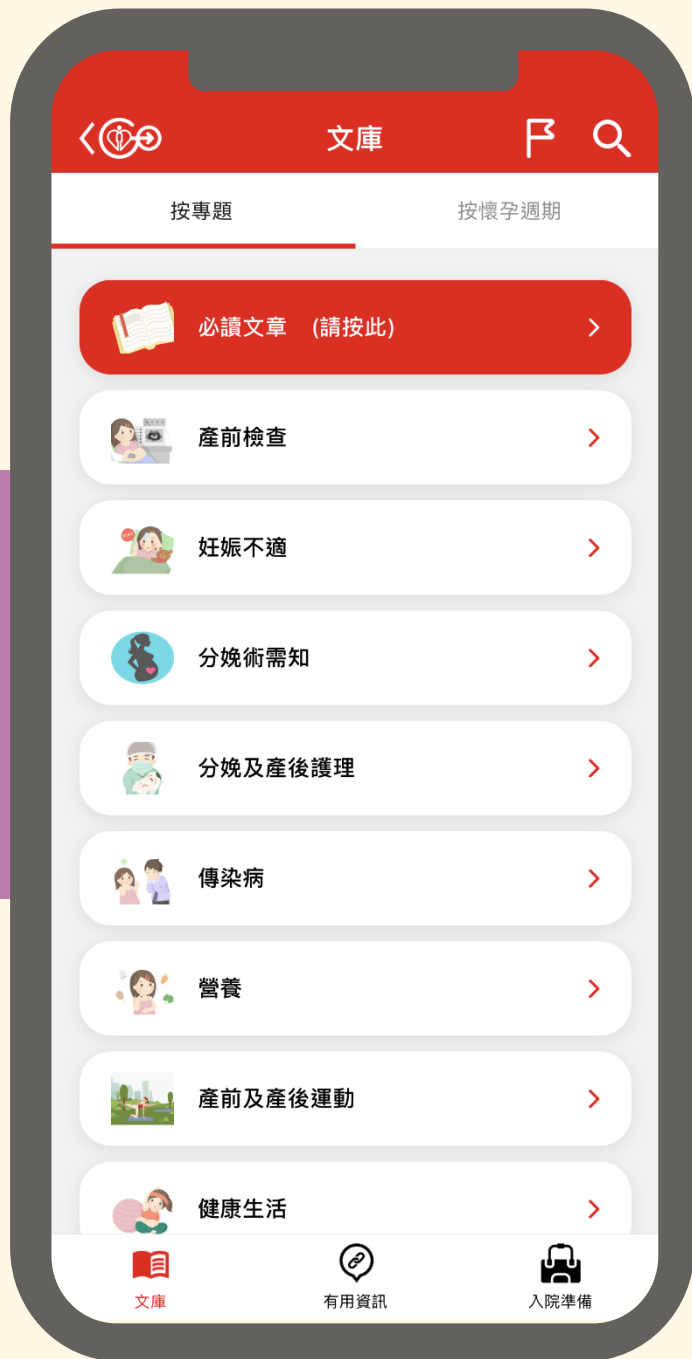 文庫
按專題
按懷孕週期
必讀文章 (請按此)
產前檢查
妊娠不適
分娩術需知
分娩及產後護理
傳染病
營養
產前及產後運動
健康生活
文庫
有用資訊
入院準備